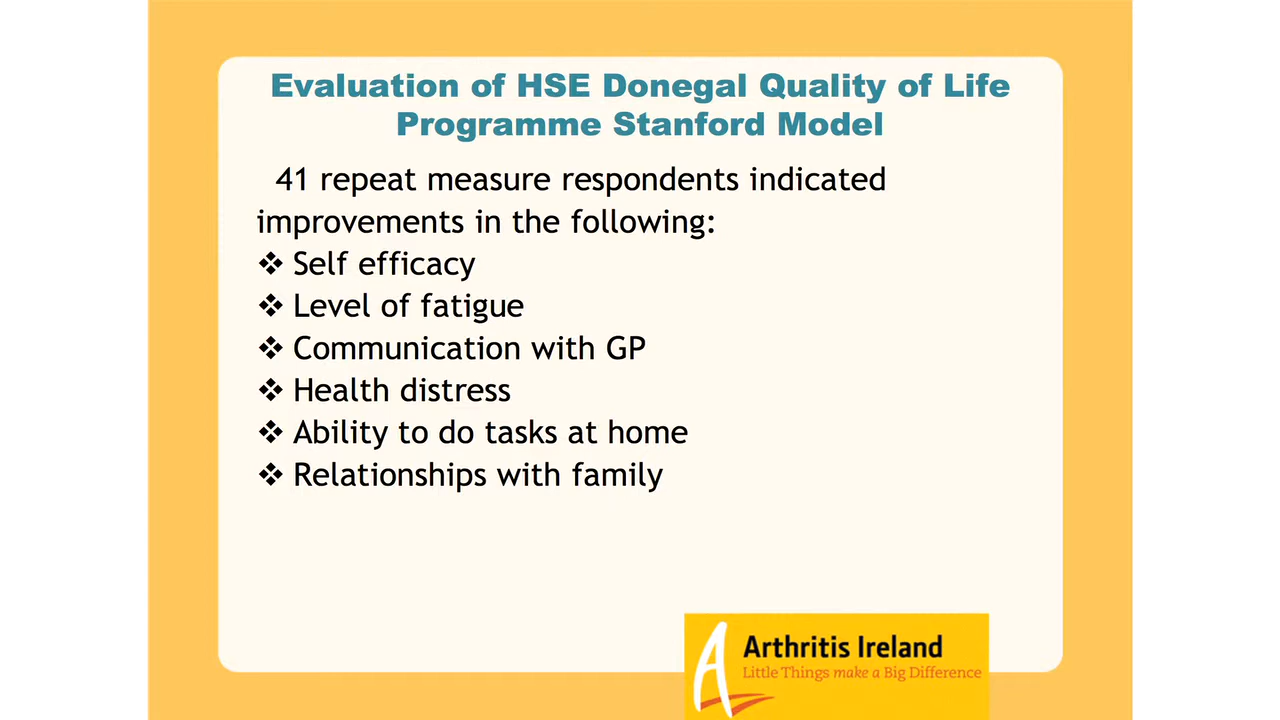 Evaluation of HSE Donegal Quality of Life
Programme Stanford Model
41 repeat measure respondents indicated
improvements in the following:
❖ Self efficacy
❖ Level of fatigue
❖ Communication with GP
❖ Health distress
❖ Ability to do tasks at home
❖ Relationships with family
Arthritis Ireland
Little Things make a Big Difference